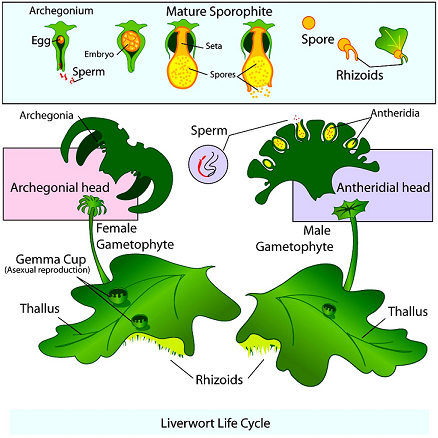 Archegonium
Mature Sporophite
Egg
Sperm
Embryo
Seta
Spores
Spore
Rhizoids
Archegonia
Sperm
Antheridia
Archegonial head
Antheridial head
Female
Gametophyte
Male
Gametophyte
Gemma Cup
(Asexual reproduction)
Thallus
Thallus
Rhizoids
Liverwort Life Cycle